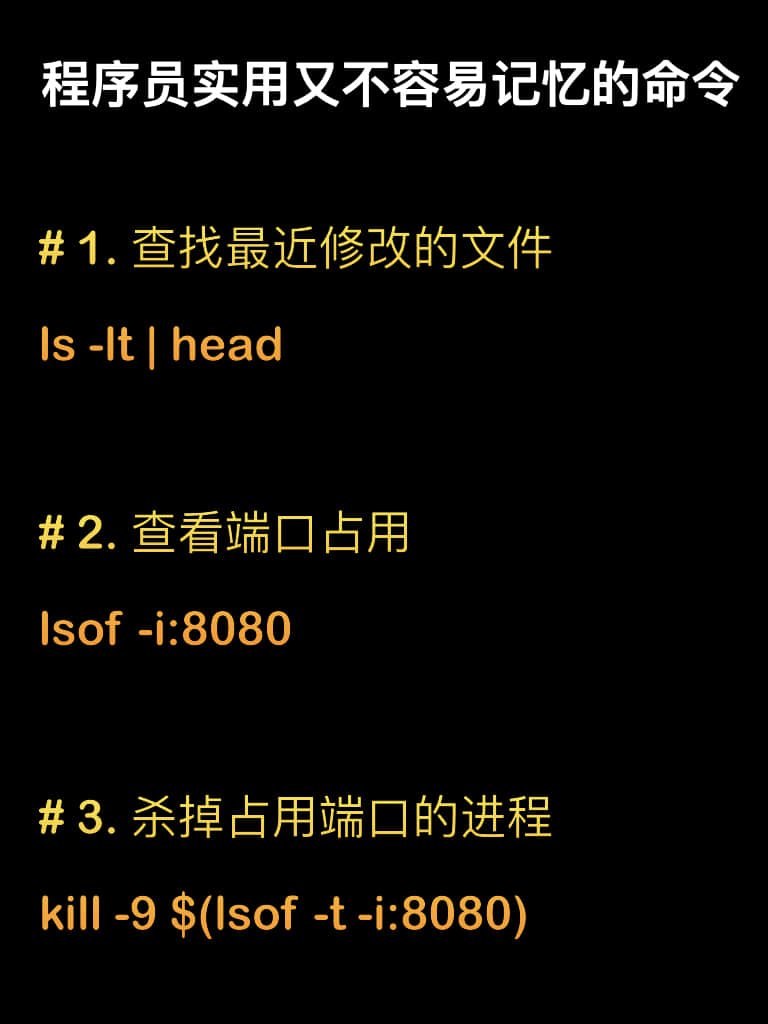 程序员实用又不容易记忆的命令
# 1. 查找最近修改的文件
ls -lt | head
# 2. 查看端口占用
lsof -i:8080
# 3. 杀掉占用端口的进程
kill -9 $(lsof -t -i:8080)